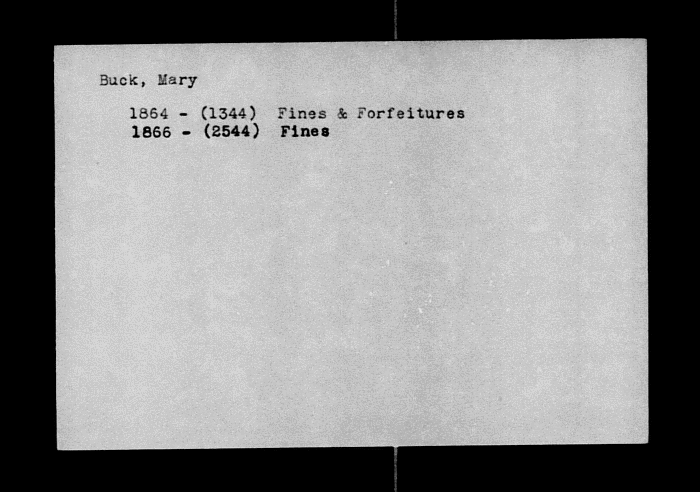 Buck, Mary
1864 - (1344) Fines & Forfeitures
1866 - (2544) Fines